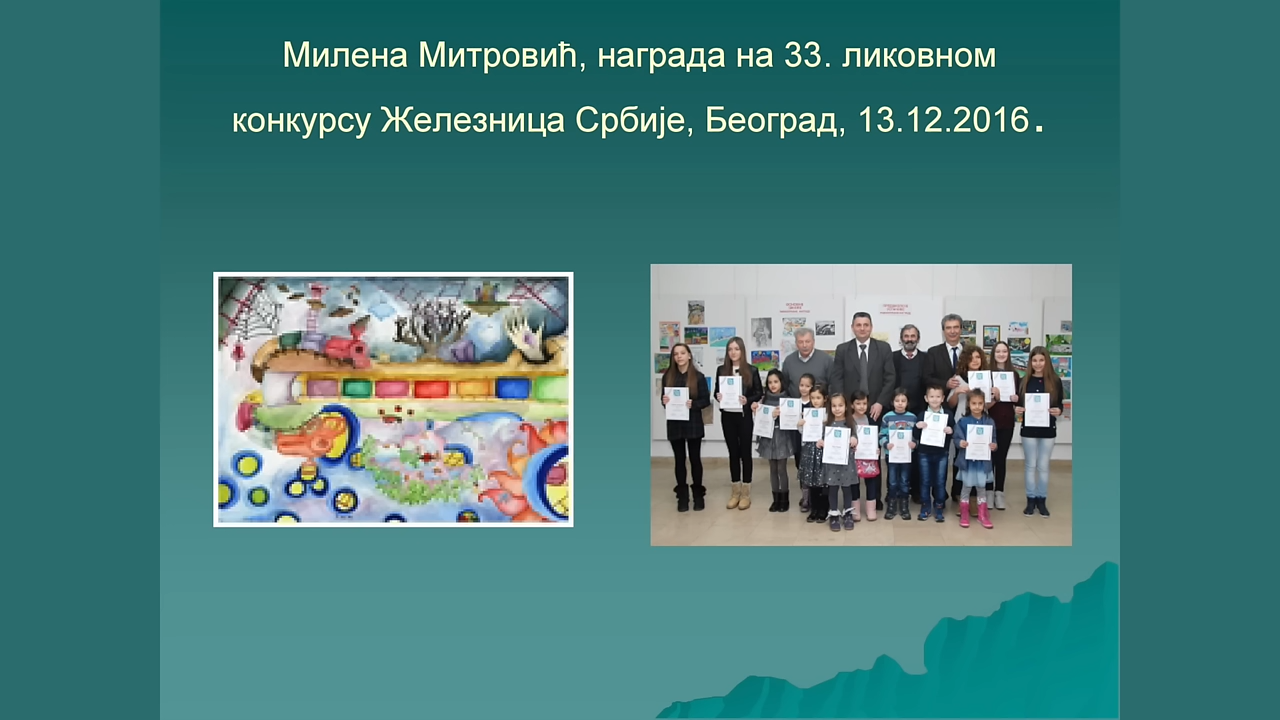 Милена Митровић, награда на 33. ликовном
конкурсу Железница Србије, Београд, 13.12.2016.